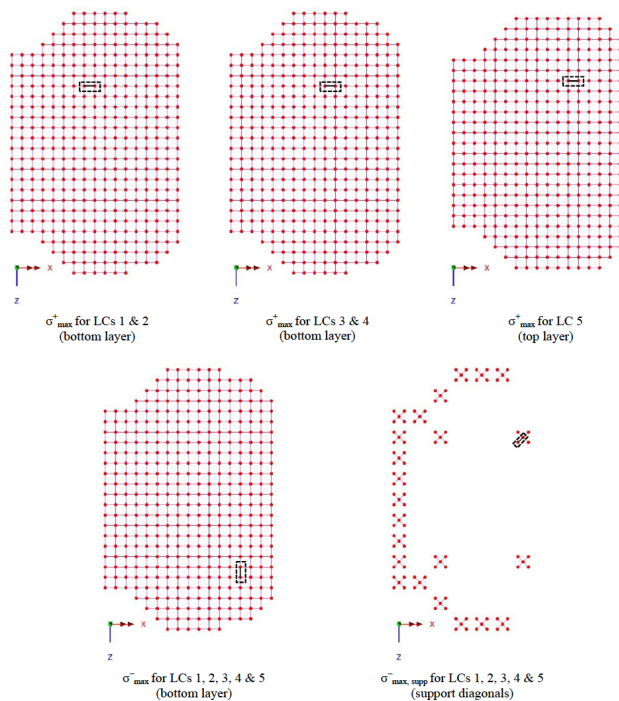 x
z
x
z
x
z
σ⁺max for LCs 1 & 2
(bottom layer)
σ⁺max for LCs 3 & 4
(bottom layer)
σ⁺max for LC 5
(top layer)
x
z
x
z
σ⁻max for LCs 1, 2, 3, 4 & 5
(bottom layer)
σ⁻max, supp for LCs 1, 2, 3, 4 & 5
(support diagonals)